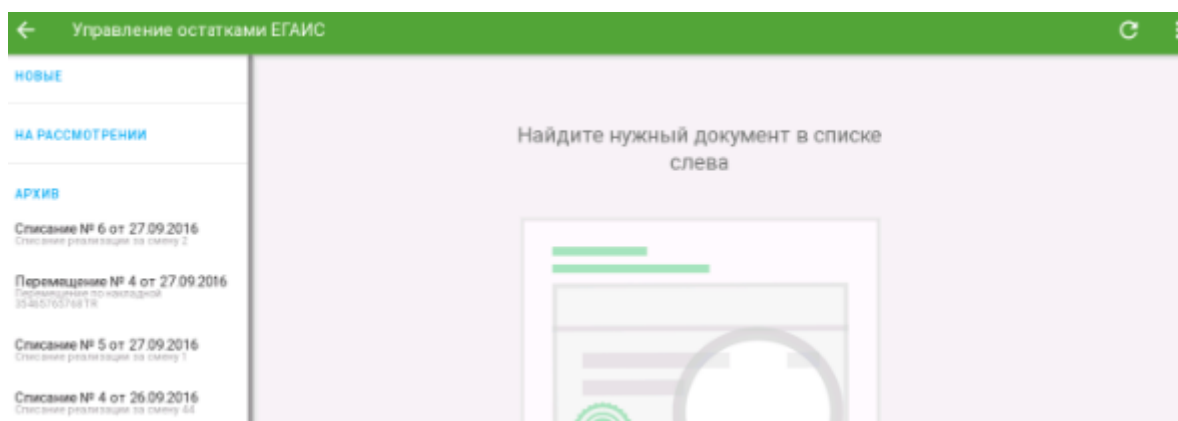 Управление остатками ЕГАИС
НОВЫЕ
НА РАССМОТРЕНИИ
АРХИВ
Списание № 6 от 27.09.2016
Списание реализации за смену 2
Перемещение № 4 от 27.09.2016
Перемещение по накладной
35465765768TR
Списание № 5 от 27.09.2016
Списание реализации за смену 1
Списание № 4 от 26.09.2016
Списание реализации за смену 44
Найдите нужный документ в списке
слева